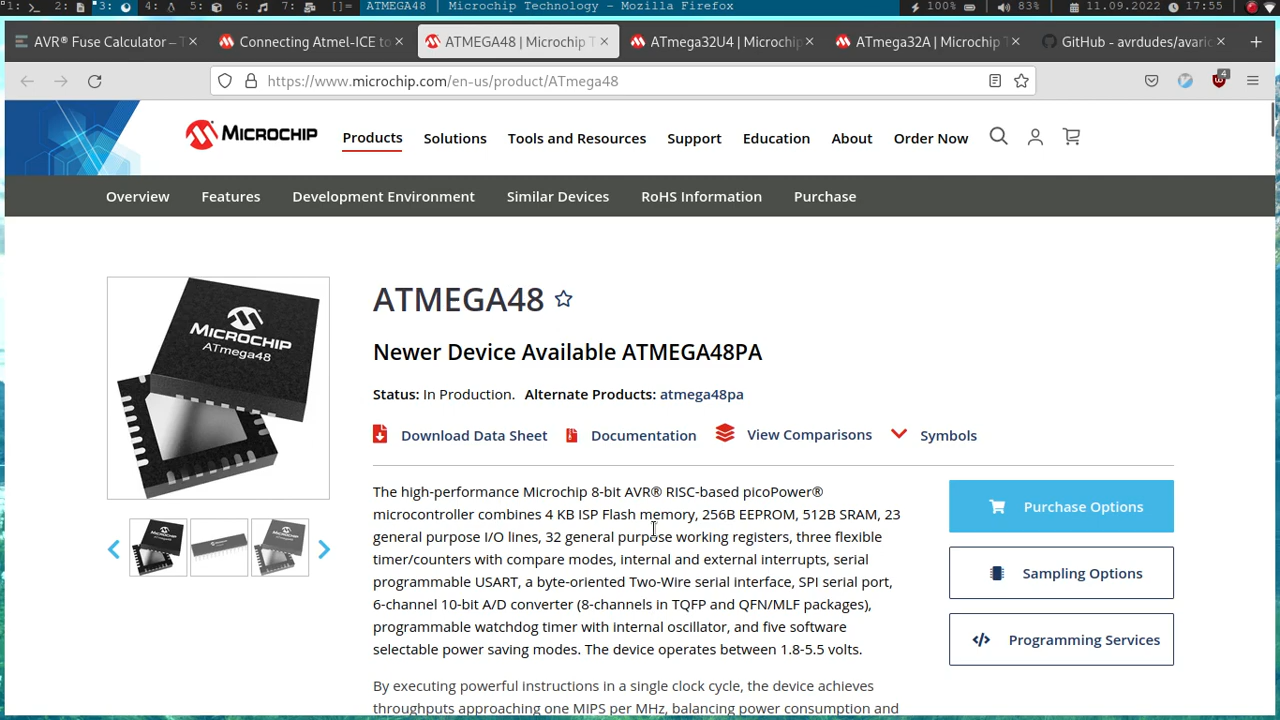 1: 2: 3: 4: 5: 6: 7: []= ATMEGA48 | Microchip Technology - Mozilla Firefox 100% 83% 11.09.2022 17:55
AVR® Fuse Calculator – T
Connecting Atmel-ICE to
ATMEGA48 | Microchip T
ATmega32U4 | Microchip
ATmega32A | Microchip T
GitHub - avrdudes/avaric
https://www.microchip.com/en-us/product/ATmega48
4
MICROCHIP
Products Solutions Tools and Resources Support Education About Order Now
Overview Features Development Environment Similar Devices RoHS Information Purchase
MICROCHIP
ATmega48
ATMEGA48
Newer Device Available ATMEGA48PA
Status: In Production. Alternate Products: atmega48pa
Download Data Sheet Documentation View Comparisons Symbols
The high-performance Microchip 8-bit AVR® RISC-based picoPower®
microcontroller combines 4 KB ISP Flash memory, 256B EEPROM, 512B SRAM, 23
general purpose I/O lines, 32 general purpose working registers, three flexible
timer/counters with compare modes, internal and external interrupts, serial
programmable USART, a byte-oriented Two-Wire serial interface, SPI serial port,
6-channel 10-bit A/D converter (8-channels in TQFP and QFN/MLF packages),
programmable watchdog timer with internal oscillator, and five software
selectable power saving modes. The device operates between 1.8-5.5 volts.
By executing powerful instructions in a single clock cycle, the device achieves
throughputs approaching one MIPS per MHz, balancing power consumption and
Purchase Options
Sampling Options
Programming Services